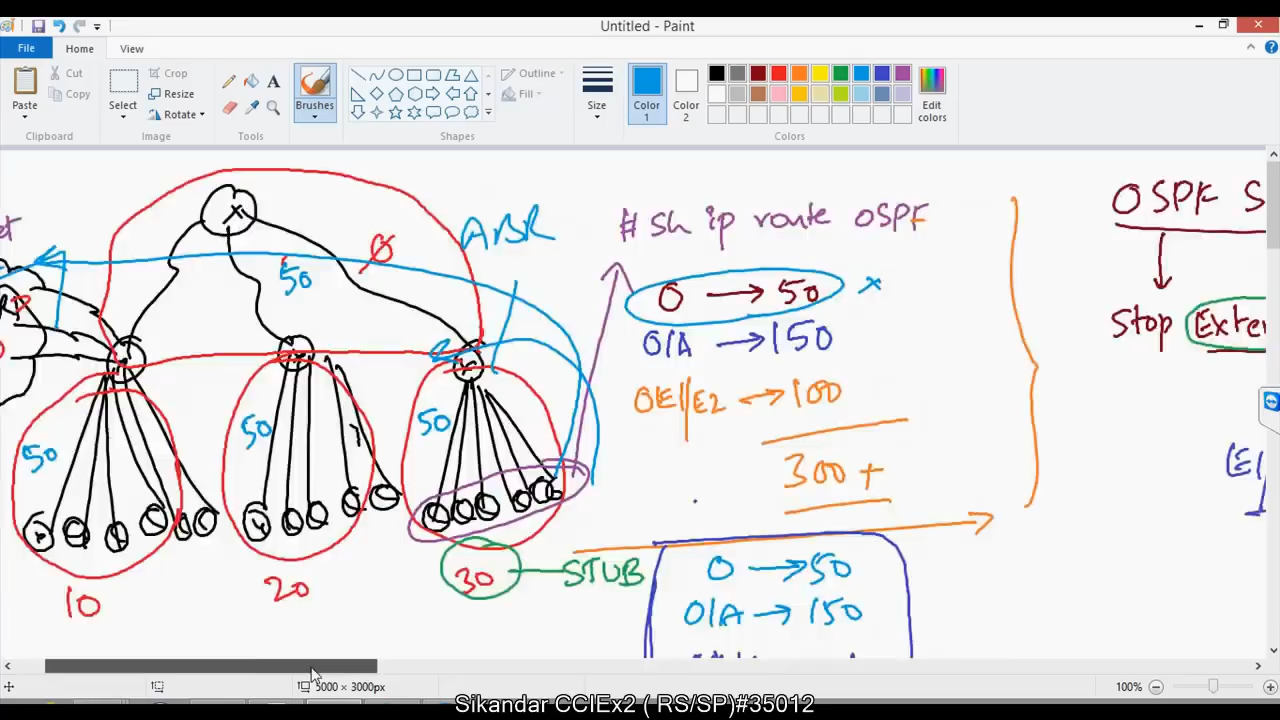 Untitled - Paint
File
Home
View
Paste
Cut
Copy
Clipboard
Select
Crop
Resize
Rotate
Image
Tools
Brushes
Shapes
Outline
Fill
Size
Color 1
Color 2
Edit colors
Colors
X
ABR
# Sh ip route OSPF
OSPF S
50
Ø
O → 50 x
O IA → 150
Stop Exter
OE1/E2 → 100
50
50
50
300 +
(E1
10
20
30
STUB
O → 50
O IA → 150
5000 × 3000px
100%
Sikandar CCIEx2 ( RS/SP)#35012